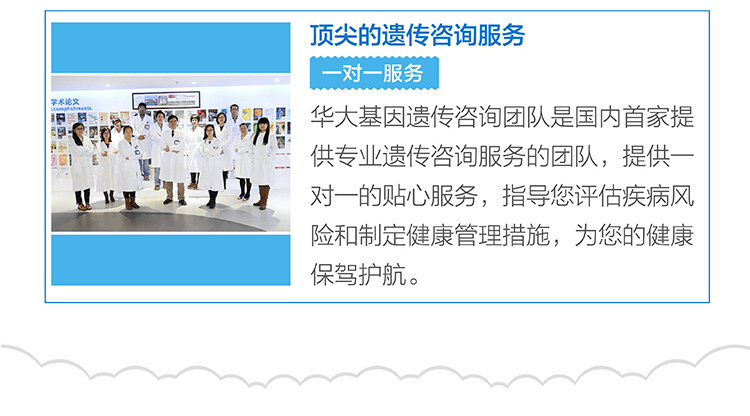 顶尖的遗传咨询服务
一对一服务
华大基因遗传咨询团队是国内首家提
供专业遗传咨询服务的团队，提供一
对一的贴心服务，指导您评估疾病风
险和制定健康管理措施，为您的健康
保驾护航。
学术论文